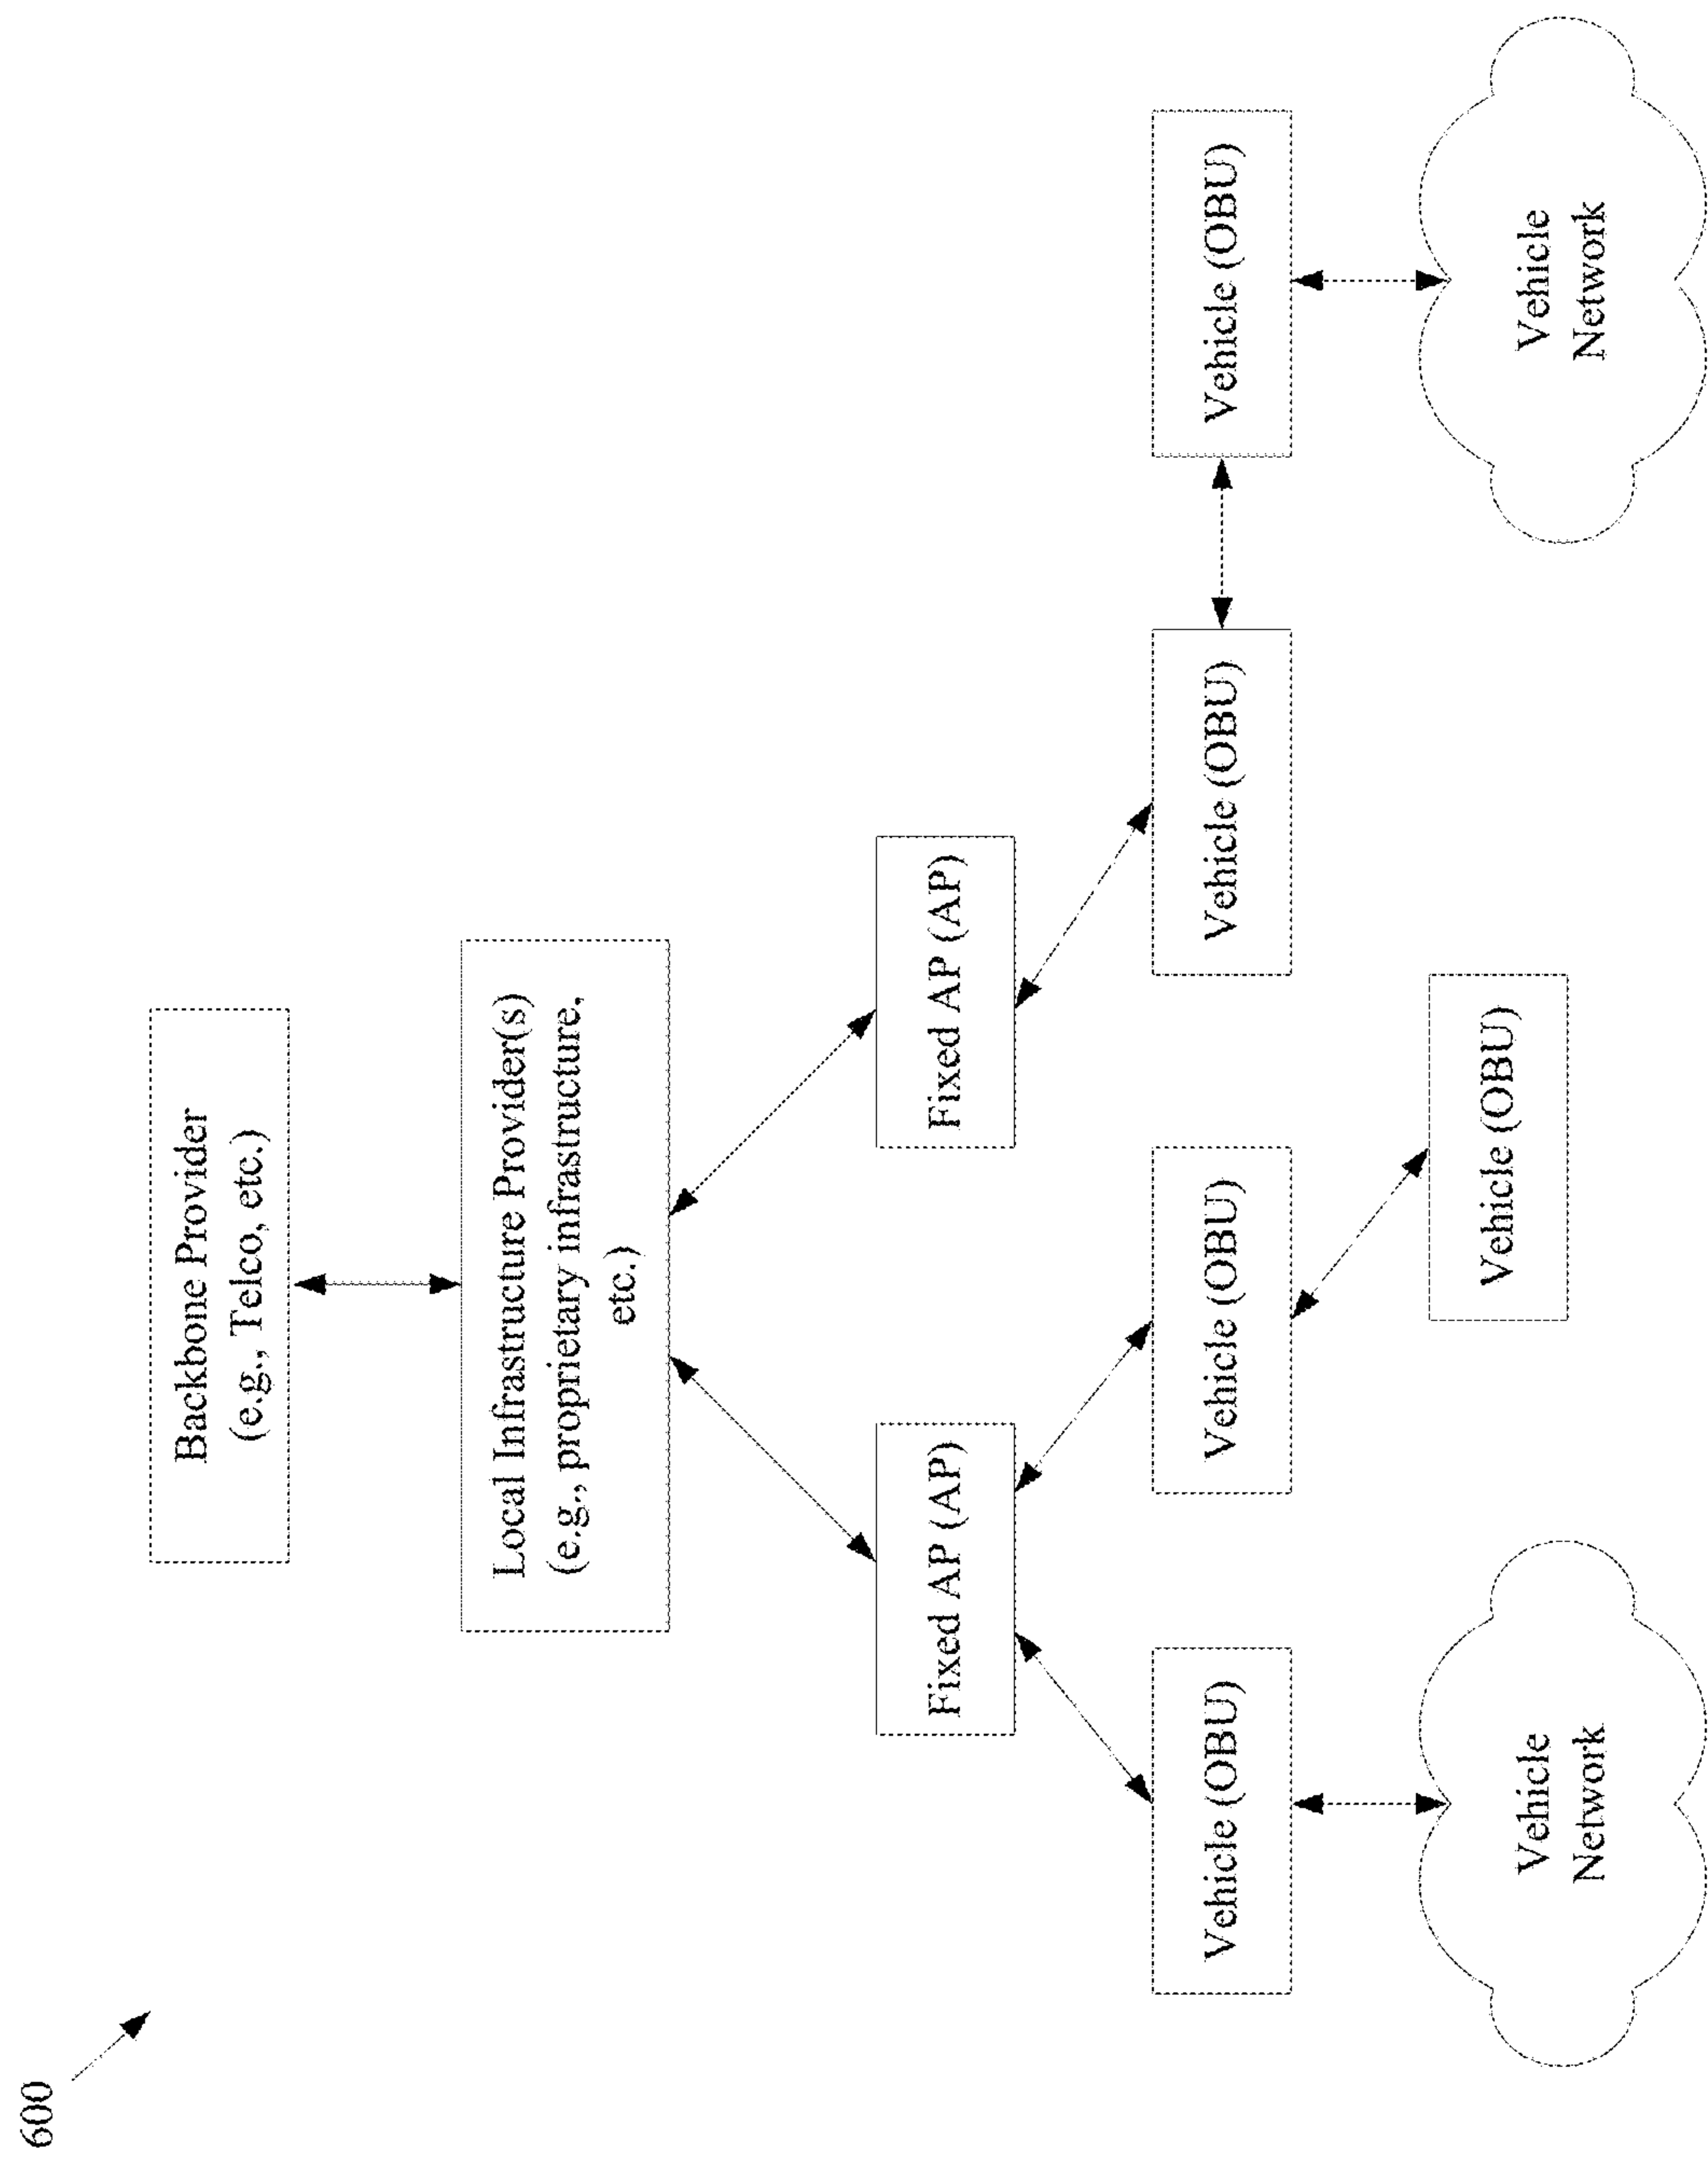 600
Backbone Provider
(e.g., Telco, etc.)
Local Infrastructure Provider(s)
(e.g., proprietary infrastructure,
etc.)
Fixed AP (AP)
Fixed AP (AP)
Vehicle (OBU)
Vehicle (OBU)
Vehicle (OBU)
Vehicle (OBU)
Vehicle
Network
Vehicle (OBU)
Vehicle
Network